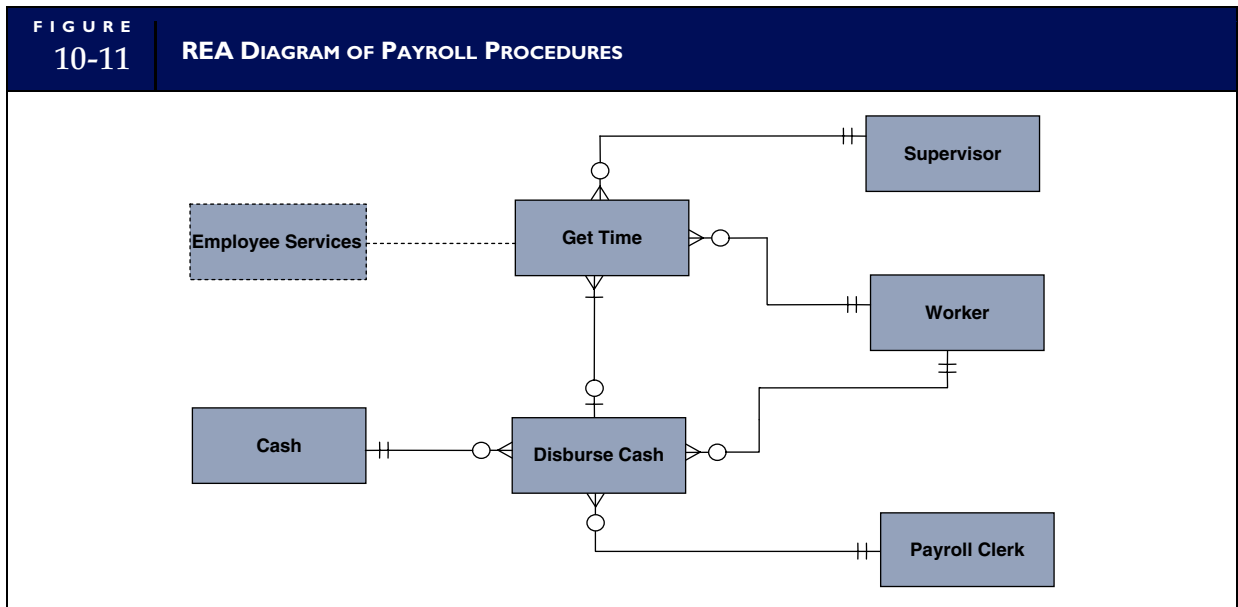 FIGURE
10-11
REA DIAGRAM OF PAYROLL PROCEDURES
Supervisor
Employee Services
Get Time
Worker
Cash
Disburse Cash
Payroll Clerk